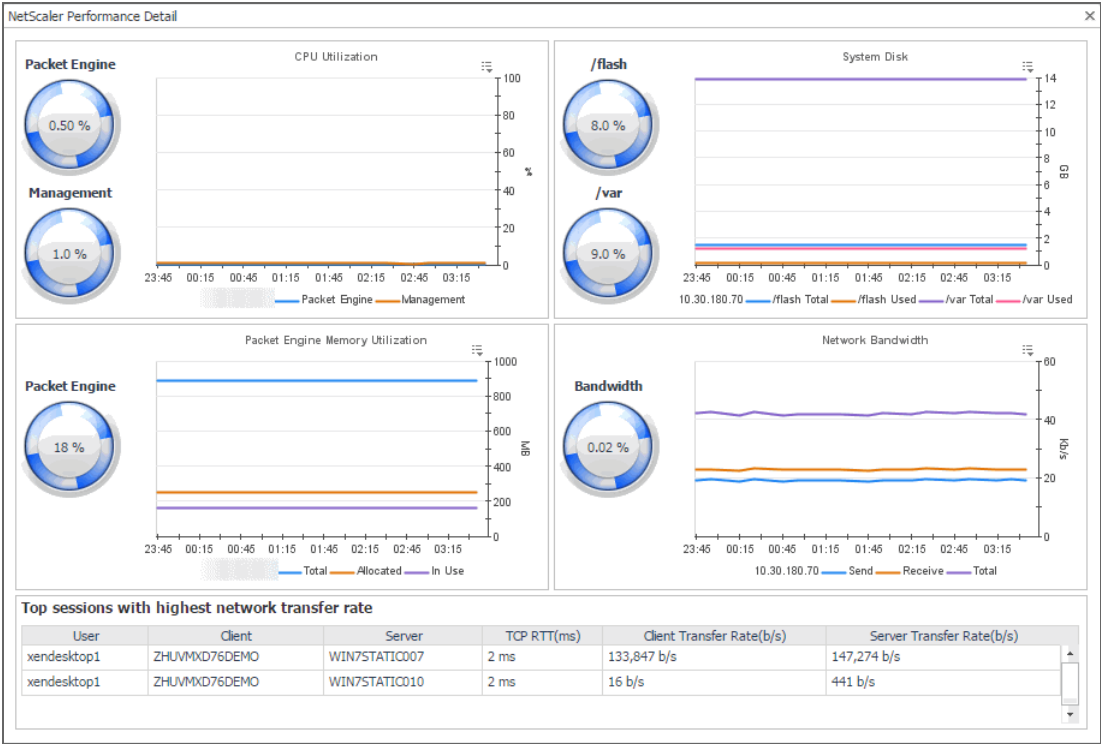 NetScaler Performance Detail
CPU Utilization
Packet Engine
0.50 %
Management
1.0 %
100
80
60
40
20
0
%
23:45 00:15 00:45 01:15 01:45 02:15 02:45 03:15
Packet Engine Management
System Disk
/flash
8.0 %
/var
9.0 %
14
12
10
8
6
4
2
0
GB
23:45 00:15 00:45 01:15 01:45 02:15 02:45 03:15
10.30.180.70 /flash Total /flash Used /var Total /var Used
Packet Engine Memory Utilization
Packet Engine
18 %
1000
800
600
400
200
0
MB
23:45 00:15 00:45 01:15 01:45 02:15 02:45 03:15
Total Allocated In Use
Network Bandwidth
Bandwidth
0.02 %
60
40
20
0
Kb/s
23:45 00:15 00:45 01:15 01:45 02:15 02:45 03:15
10.30.180.70 Send Receive Total
Top sessions with highest network transfer rate
User Client Server TCP RTT(ms) Client Transfer Rate(b/s) Server Transfer Rate(b/s)
xendesktop1 ZHUVMXD76DEMO WIN7STATIC007 2 ms 133,847 b/s 147,274 b/s
xendesktop1 ZHUVMXD76DEMO WIN7STATIC010 2 ms 16 b/s 441 b/s